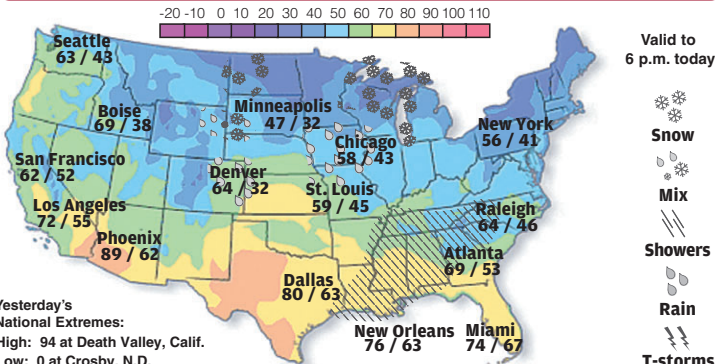 -20 -10 0 10 20 30 40 50 60 70 80 90 100 110
Seattle
63 / 43
Boise
69 / 38
Minneapolis
47 / 32
New York
56 / 41
Chicago
58 / 43
San Francisco
62 / 52
Denver
64 / 32
St. Louis
59 / 45
Los Angeles
72 / 55
Raleigh
64 / 46
Phoenix
89 / 62
Atlanta
69 / 53
Dallas
80 / 63
New Orleans
76 / 63
Miami
74 / 67
Yesterday's
National Extremes:
High: 94 at Death Valley, Calif.
Low: 0 at Crosby, N.D.
Valid to
6 p.m. today
Snow
Mix
Showers
Rain
T-storms